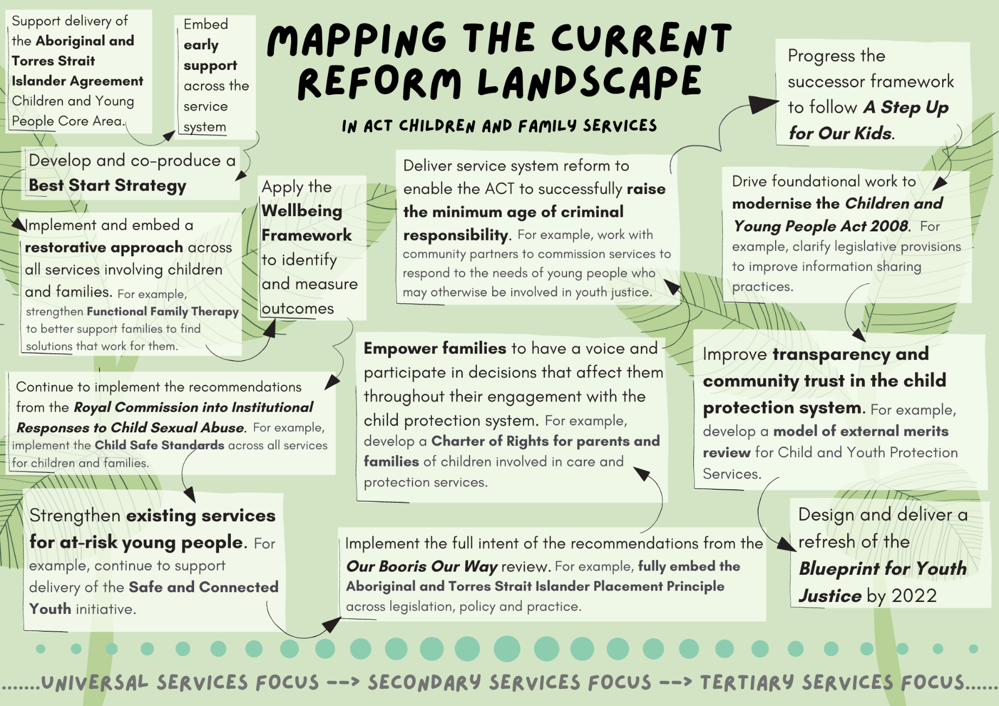 MAPPING THE CURRENT
REFORM LANDSCAPE
IN ACT CHILDREN AND FAMILY SERVICES
Support delivery of
the Aboriginal and
Torres Strait
Islander Agreement
Children and Young
People Core Area.
Embed
early
support
across the
service
system
Develop and co-produce a
Best Start Strategy
Implement and embed a
restorative approach across
all services involving children
and families. For example,
strengthen Functional Family Therapy
to better support families to find
solutions that work for them.
Apply the
Wellbeing
Framework
to identify
and measure
outcomes
Continue to implement the recommendations
from the Royal Commission into Institutional
Responses to Child Sexual Abuse. For example,
implement the Child Safe Standards across all services
for children and families.
Strengthen existing services
for at-risk young people. For
example, continue to support
delivery of the Safe and Connected
Youth initiative.
Implement the full intent of the recommendations from the
Our Booris Our Way review. For example, fully embed the
Aboriginal and Torres Strait Islander Placement Principle
across legislation, policy and practice.
Empower families to have a voice and
participate in decisions that affect them
throughout their engagement with the
child protection system. For example,
develop a Charter of Rights for parents and
families of children involved in care and
protection services.
Deliver service system reform to
enable the ACT to successfully raise
the minimum age of criminal
responsibility. For example, work with
community partners to commission services to
respond to the needs of young people who
may otherwise be involved in youth justice.
Progress the
successor framework
to follow A Step Up
for Our Kids.
Drive foundational work to
modernise the Children and
Young People Act 2008. For
example, clarify legislative provisions
to improve information sharing
practices.
Improve transparency and
community trust in the child
protection system. For example,
develop a model of external merits
review for Child and Youth Protection
Services.
Design and deliver a
refresh of the
Blueprint for Youth
Justice by 2022
.......UNIVERSAL SERVICES FOCUS --> SECONDARY SERVICES FOCUS --> TERTIARY SERVICES FOCUS......